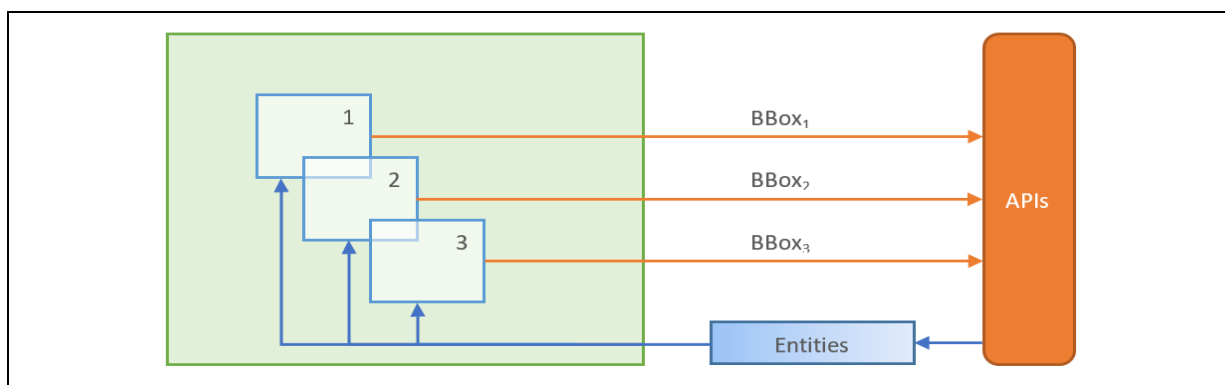 1
BBox₁
2
BBox₂
APIs
3
BBox₃
Entities